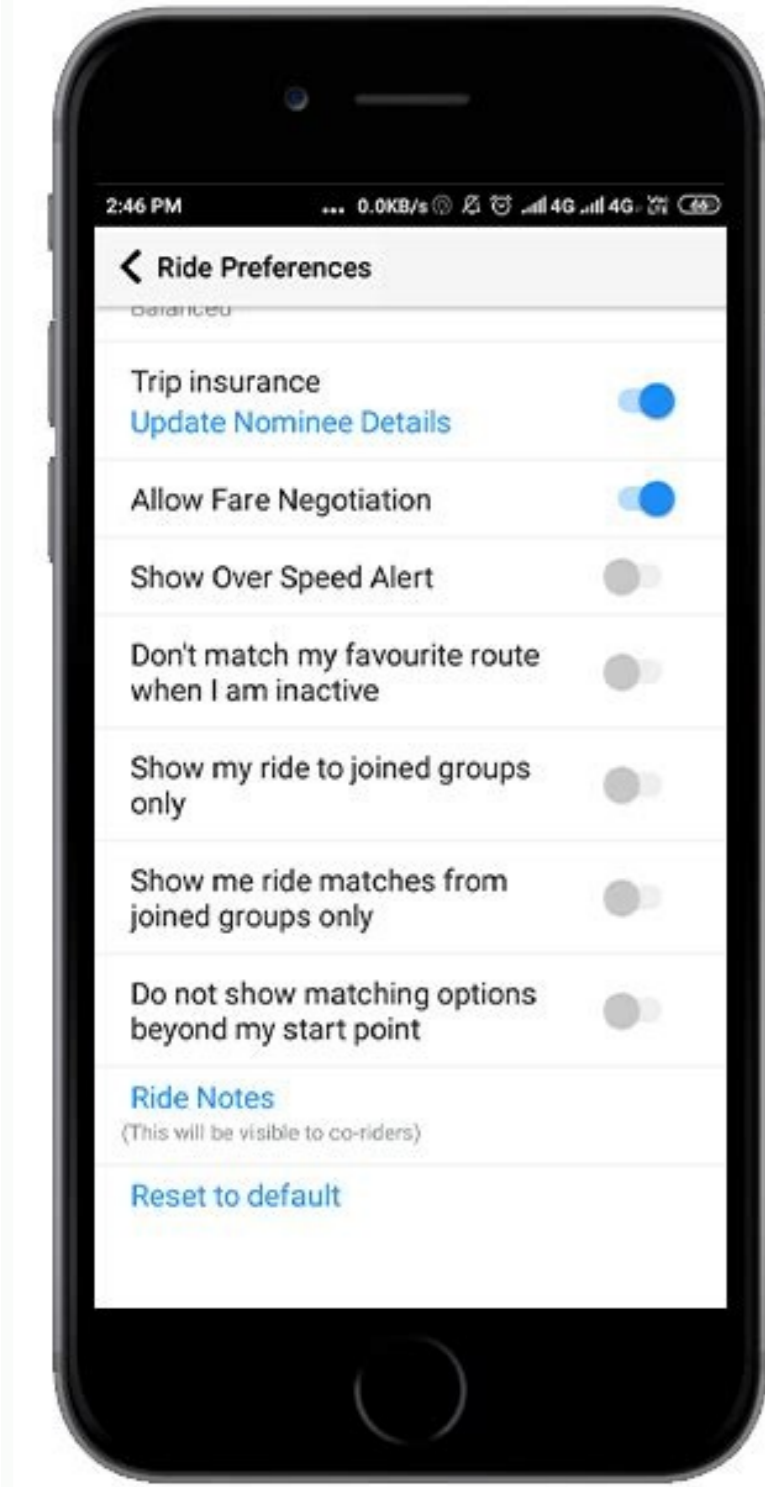 2:46 PM ... 0.0KB/s 4G 4G 66
Ride Preferences
Balanced
Trip insurance
Update Nominee Details
Allow Fare Negotiation
Show Over Speed Alert
Don't match my favourite route
when I am inactive
Show my ride to joined groups
only
Show me ride matches from
joined groups only
Do not show matching options
beyond my start point
Ride Notes
(This will be visible to co-riders)
Reset to default